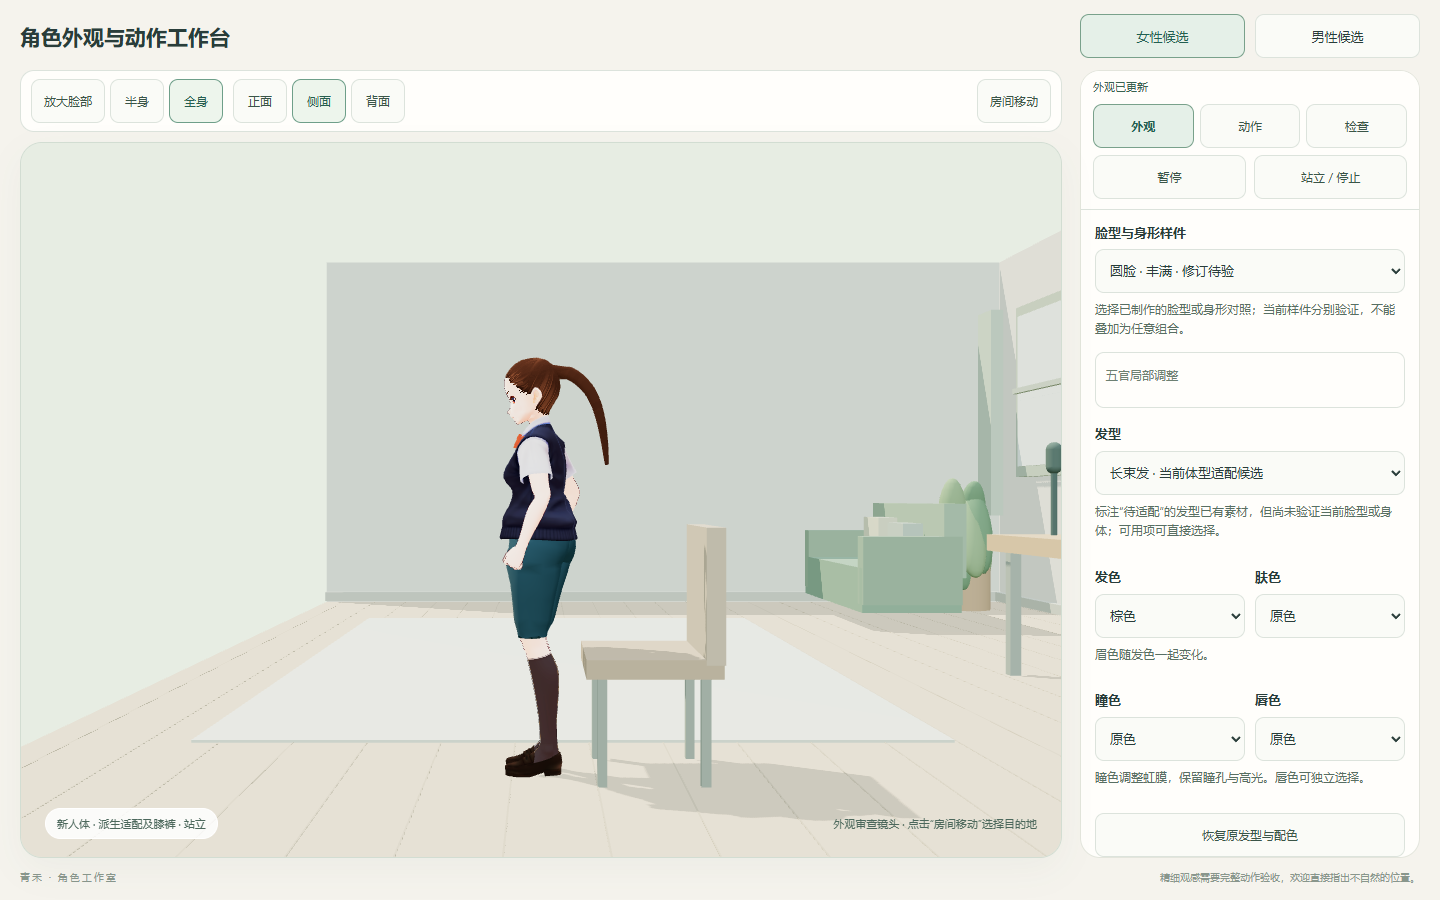 角色外观与动作工作台
女性候选
男性候选
放大脸部
半身
全身
正面
侧面
背面
房间移动
外观已更新
外观
动作
检查
暂停
站立 / 停止
脸型与身形样件
圆脸 · 丰满 · 修订待验
选择已制作的脸型或身形对照；当前样件分别验证，不能
叠加为任意组合。
五官局部调整
发型
长束发 · 当前体型适配候选
标注“待适配”的发型已有素材，但尚未验证当前脸型或身
体；可用项可直接选择。
发色
肤色
棕色
原色
眉色随发色一起变化。
瞳色
唇色
原色
原色
瞳色调整虹膜，保留瞳孔与高光。唇色可独立选择。
恢复原发型与配色
新人体 · 派生适配及膝裤 · 站立
外观审查镜头 · 点击“房间移动”选择目的地
青禾 · 角色工作室
精细观感需要完整动作验收，欢迎直接指出不自然的位置。